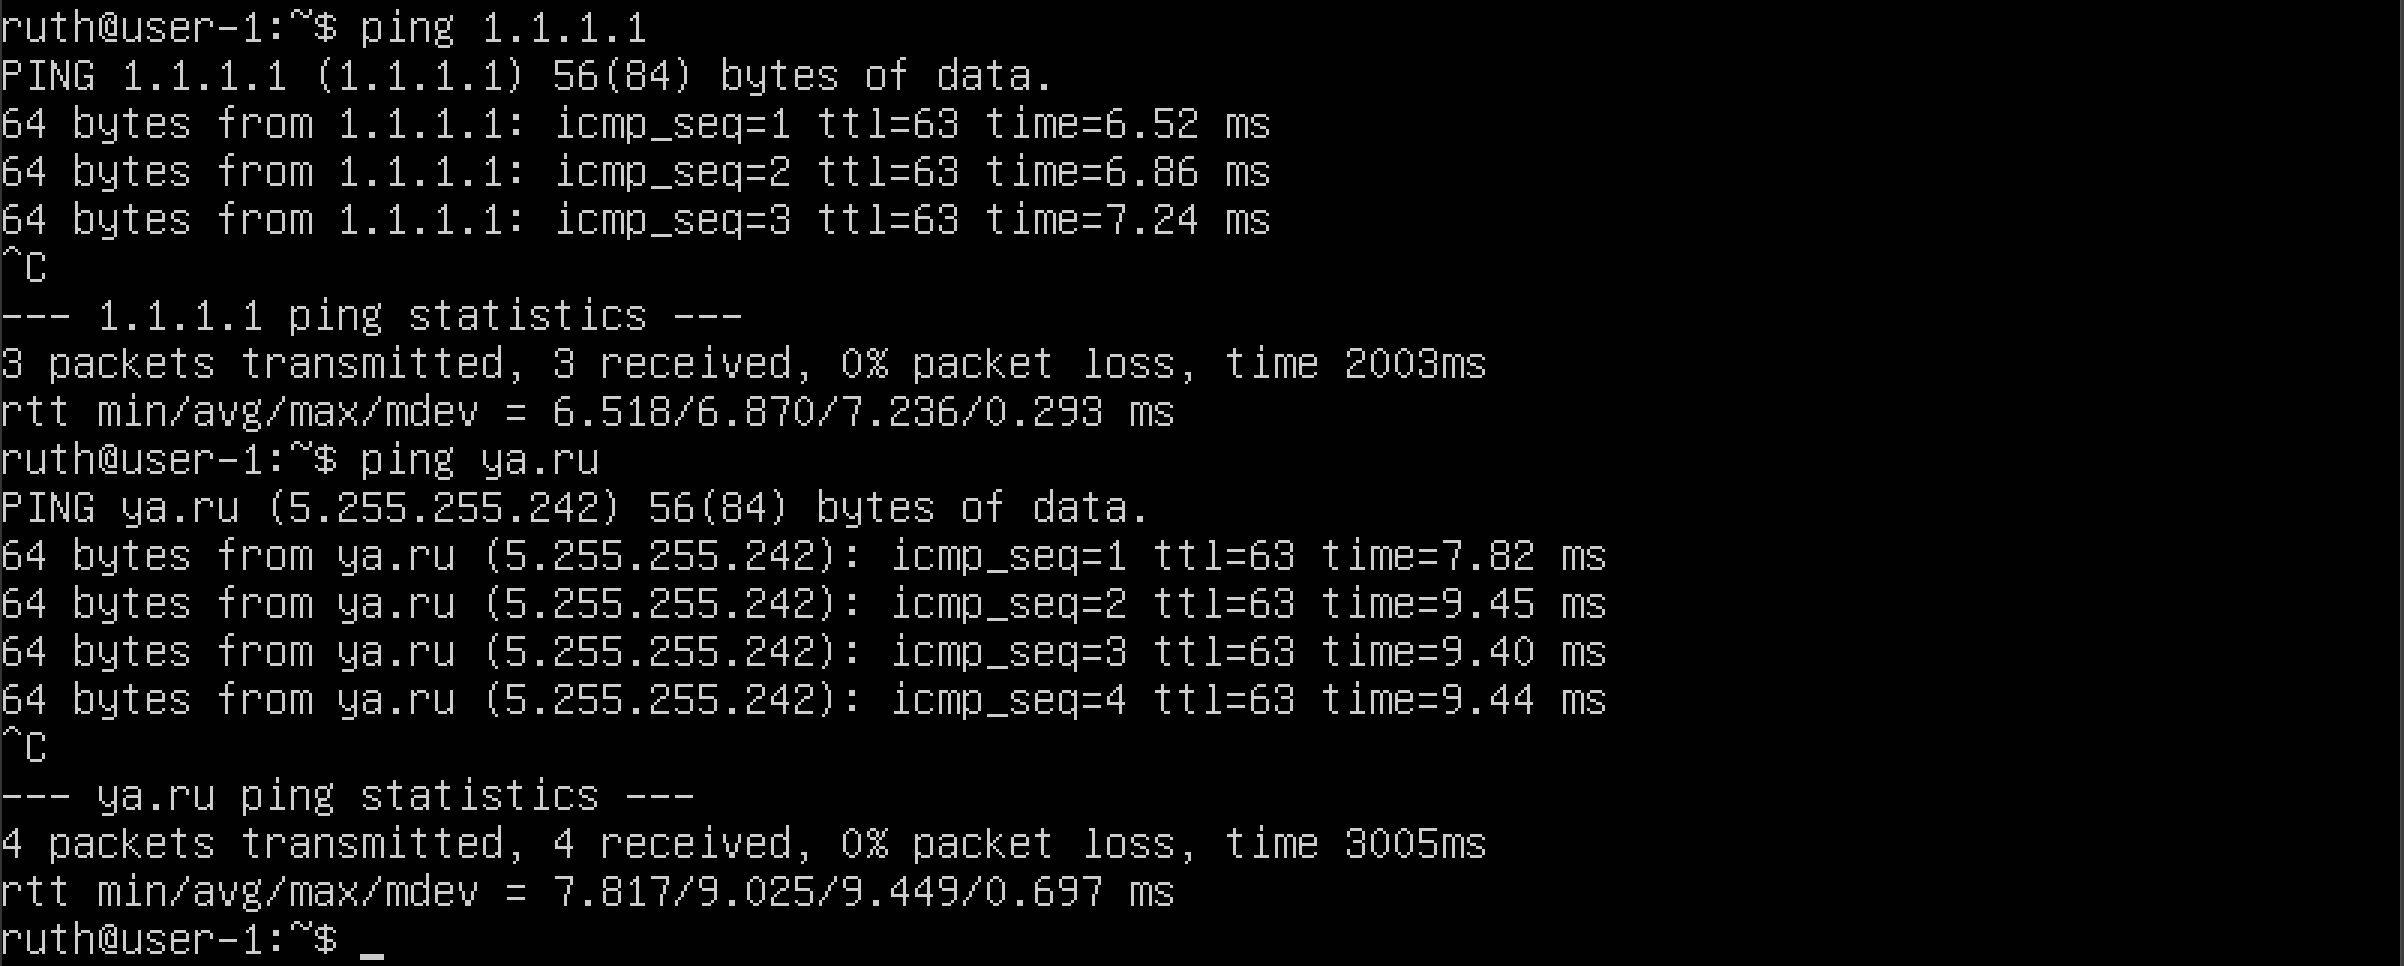 ruth@user-1:~$ ping 1.1.1.1
PING 1.1.1.1 (1.1.1.1) 56(84) bytes of data.
64 bytes from 1.1.1.1: icmp_seq=1 ttl=63 time=6.52 ms
64 bytes from 1.1.1.1: icmp_seq=2 ttl=63 time=6.86 ms
64 bytes from 1.1.1.1: icmp_seq=3 ttl=63 time=7.24 ms
^C
--- 1.1.1.1 ping statistics ---
3 packets transmitted, 3 received, 0% packet loss, time 2003ms
rtt min/avg/max/mdev = 6.518/6.870/7.236/0.293 ms
ruth@user-1:~$ ping ya.ru
PING ya.ru (5.255.255.242) 56(84) bytes of data.
64 bytes from ya.ru (5.255.255.242): icmp_seq=1 ttl=63 time=7.82 ms
64 bytes from ya.ru (5.255.255.242): icmp_seq=2 ttl=63 time=9.45 ms
64 bytes from ya.ru (5.255.255.242): icmp_seq=3 ttl=63 time=9.40 ms
64 bytes from ya.ru (5.255.255.242): icmp_seq=4 ttl=63 time=9.44 ms
^C
--- ya.ru ping statistics ---
4 packets transmitted, 4 received, 0% packet loss, time 3005ms
rtt min/avg/max/mdev = 7.817/9.025/9.449/0.697 ms
ruth@user-1:~$ _